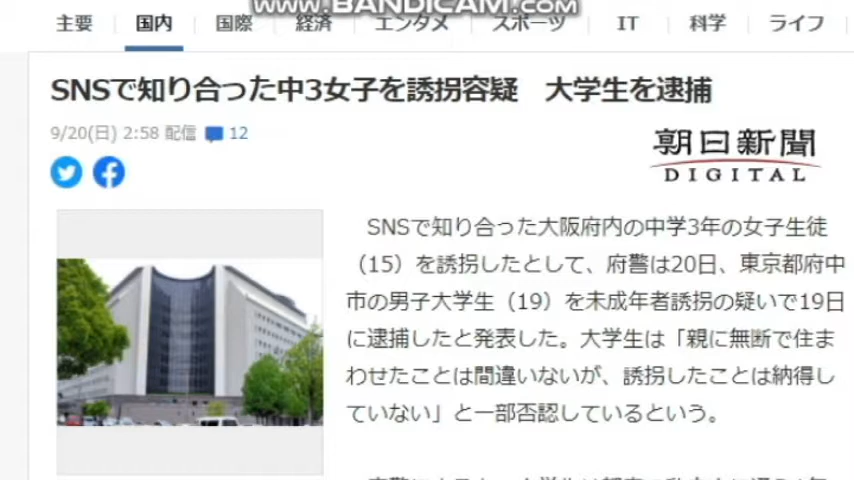 www.BANDICAM.com
主要 国内 国際 経済 エンタメ スポーツ IT 科学 ライフ
SNSで知り合った中3女子を誘拐容疑 大学生を逮捕
9/20(日) 2:58 配信 12
朝日新聞
DIGITAL
SNSで知り合った大阪府内の中学3年の女子生徒
（15）を誘拐したとして、府警は20日、東京都府中
市の男子大学生（19）を未成年者誘拐の疑いで19日
に逮捕したと発表した。大学生は「親に無断で住ま
わせたことは間違いないが、誘拐したことは納得し
ていない」と一部否認しているという。